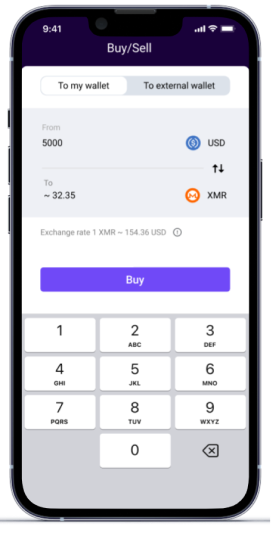 9:41
Buy/Sell
To my wallet To external wallet
From
5000 USD
To
~ 32.35 XMR
Exchange rate 1 XMR ~ 154.36 USD
Buy
1 2 3
ABC DEF
4 5 6
GHI JKL MNO
7 8 9
PQRS TUV WXYZ
0